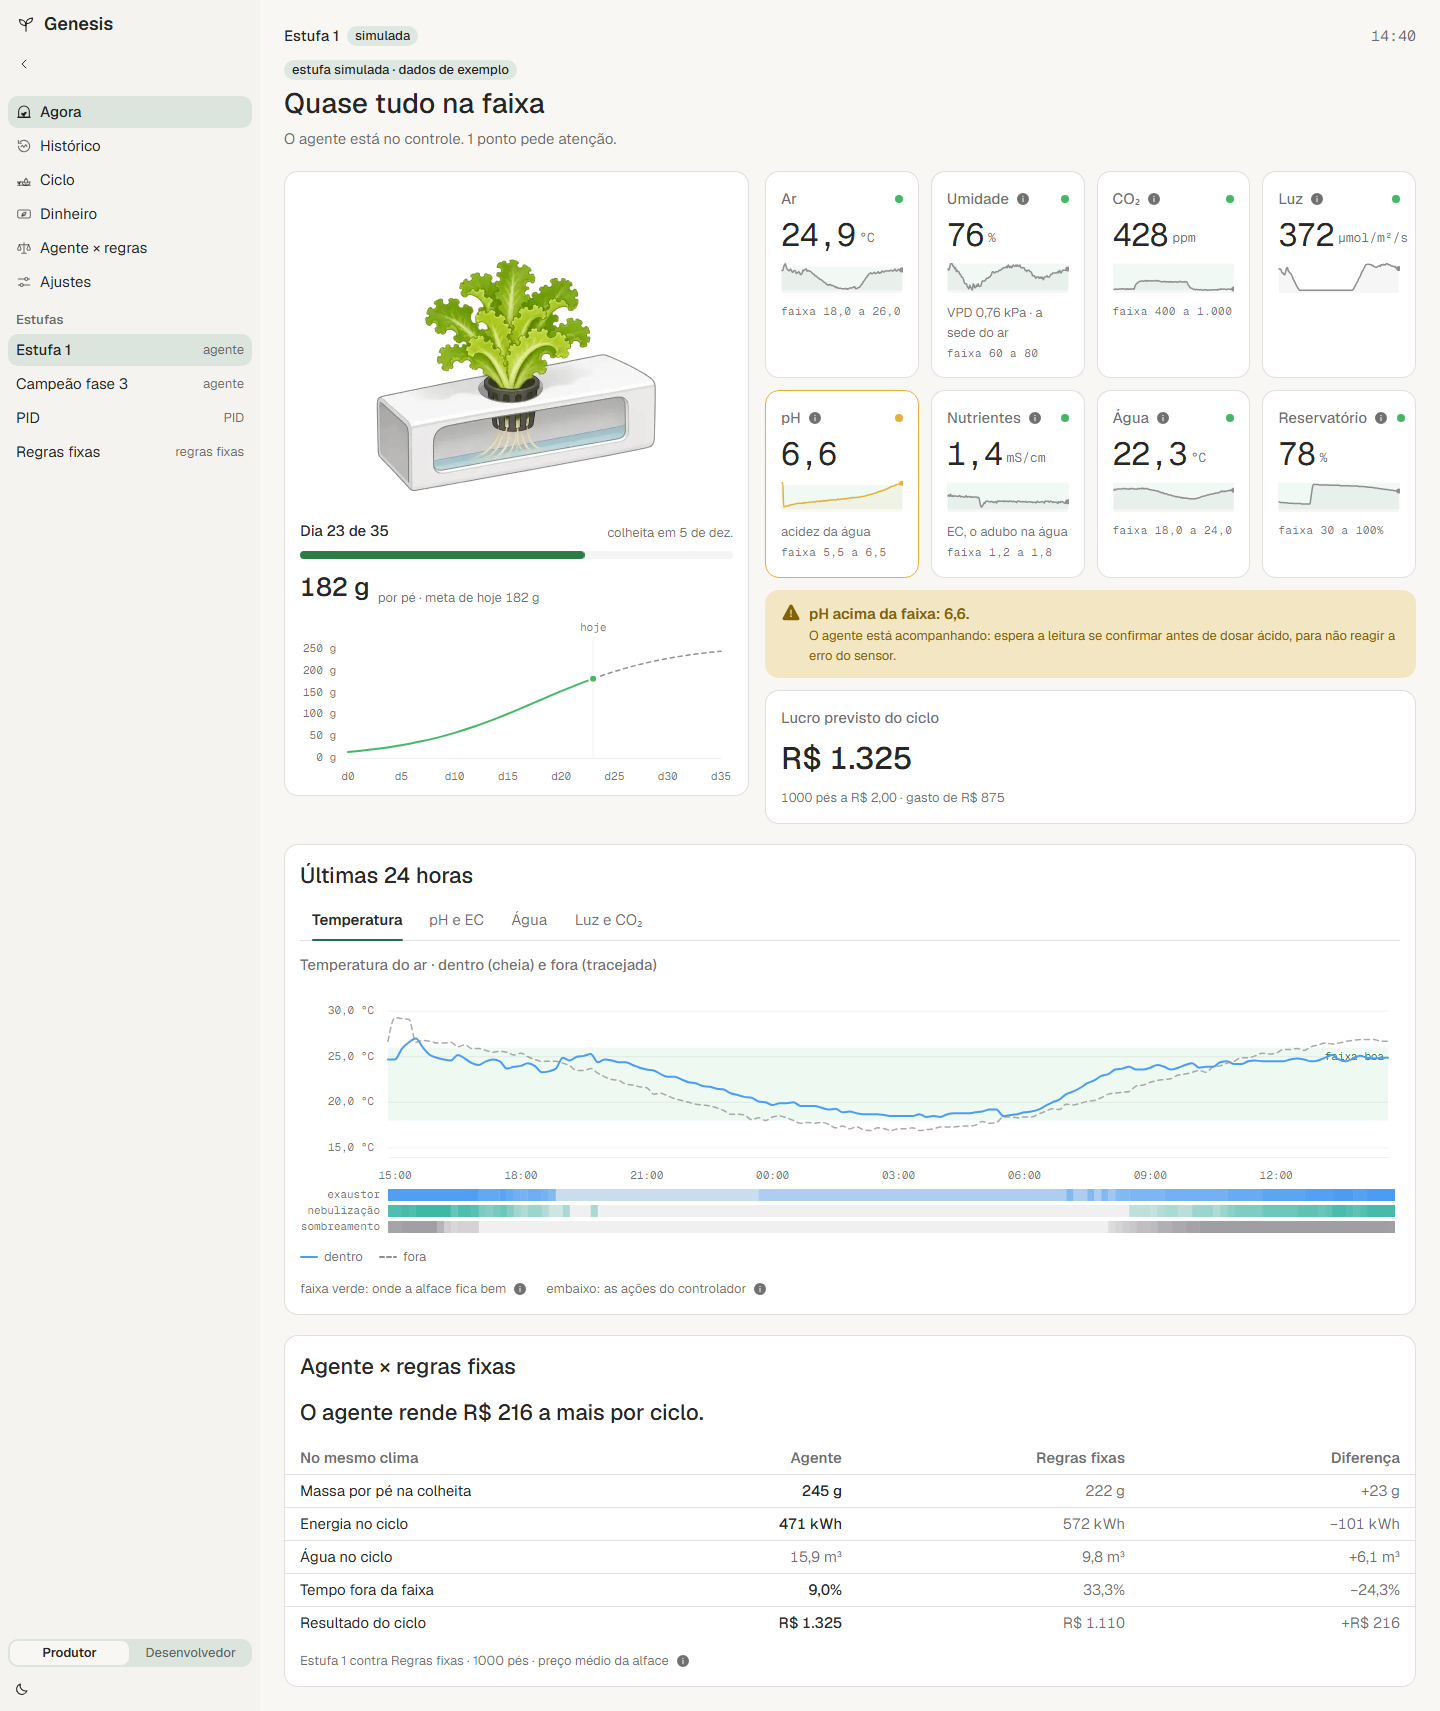 Genesis
Agora
Histórico
Ciclo
Dinheiro
Agente × regras
Ajustes
Estufas
Estufa 1 agente
Campeão fase 3 agente
PID PID
Regras fixas regras fixas
Produtor Desenvolvedor
Estufa 1 simulada 14:40
estufa simulada · dados de exemplo
Quase tudo na faixa
O agente está no controle. 1 ponto pede atenção.
Dia 23 de 35 colheita em 5 de dez.
182 g por pé · meta de hoje 182 g
hoje
250 g
200 g
150 g
100 g
50 g
0 g
d0 d5 d10 d15 d20 d25 d30 d35
Ar
24,9 °C
faixa 18,0 a 26,0
Umidade
76 %
VPD 0,76 kPa · a
sede do ar
faixa 60 a 80
CO₂
428 ppm
faixa 400 a 1.000
Luz
372 µmol/m²/s
pH
6,6
acidez da água
faixa 5,5 a 6,5
Nutrientes
1,4 mS/cm
EC, o adubo na água
faixa 1,2 a 1,8
Água
22,3 °C
faixa 18,0 a 24,0
Reservatório
78 %
faixa 30 a 100%
pH acima da faixa: 6,6.
O agente está acompanhando: espera a leitura se confirmar antes de dosar ácido, para não reagir a
erro do sensor.
Lucro previsto do ciclo
R$ 1.325
1000 pés a R$ 2,00 · gasto de R$ 875
Últimas 24 horas
Temperatura pH e EC Água Luz e CO₂
Temperatura do ar · dentro (cheia) e fora (tracejada)
30,0 °C
25,0 °C
20,0 °C
15,0 °C
faixa boa
15:00 18:00 21:00 00:00 03:00 06:00 09:00 12:00
exaustor
nebulização
sombreamento
dentro fora
faixa verde: onde a alface fica bem embaixo: as ações do controlador
Agente × regras fixas
O agente rende R$ 216 a mais por ciclo.
No mesmo clima Agente Regras fixas Diferença
Massa por pé na colheita 245 g 222 g +23 g
Energia no ciclo 471 kWh 572 kWh −101 kWh
Água no ciclo 15,9 m³ 9,8 m³ +6,1 m³
Tempo fora da faixa 9,0% 33,3% −24,3%
Resultado do ciclo R$ 1.325 R$ 1.110 +R$ 216
Estufa 1 contra Regras fixas · 1000 pés · preço médio da alface